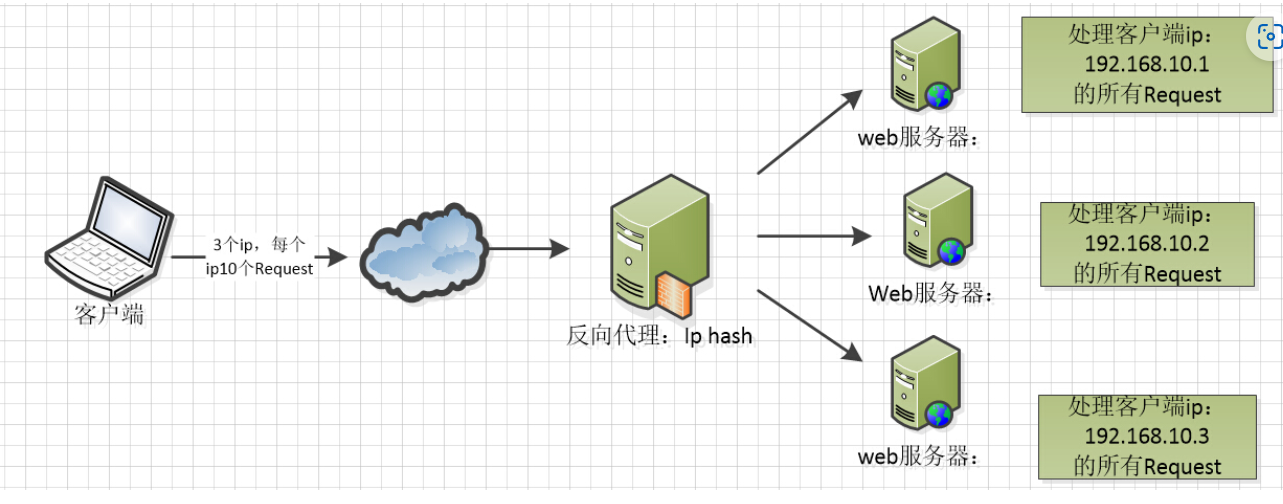 处理客户端ip：
192.168.10.1
的所有Request
web服务器：
处理客户端ip：
192.168.10.2
的所有Request
3个ip，每个
ip10个Request
客户端
Web服务器：
反向代理：Ip hash
处理客户端ip：
192.168.10.3
的所有Request
web服务器：